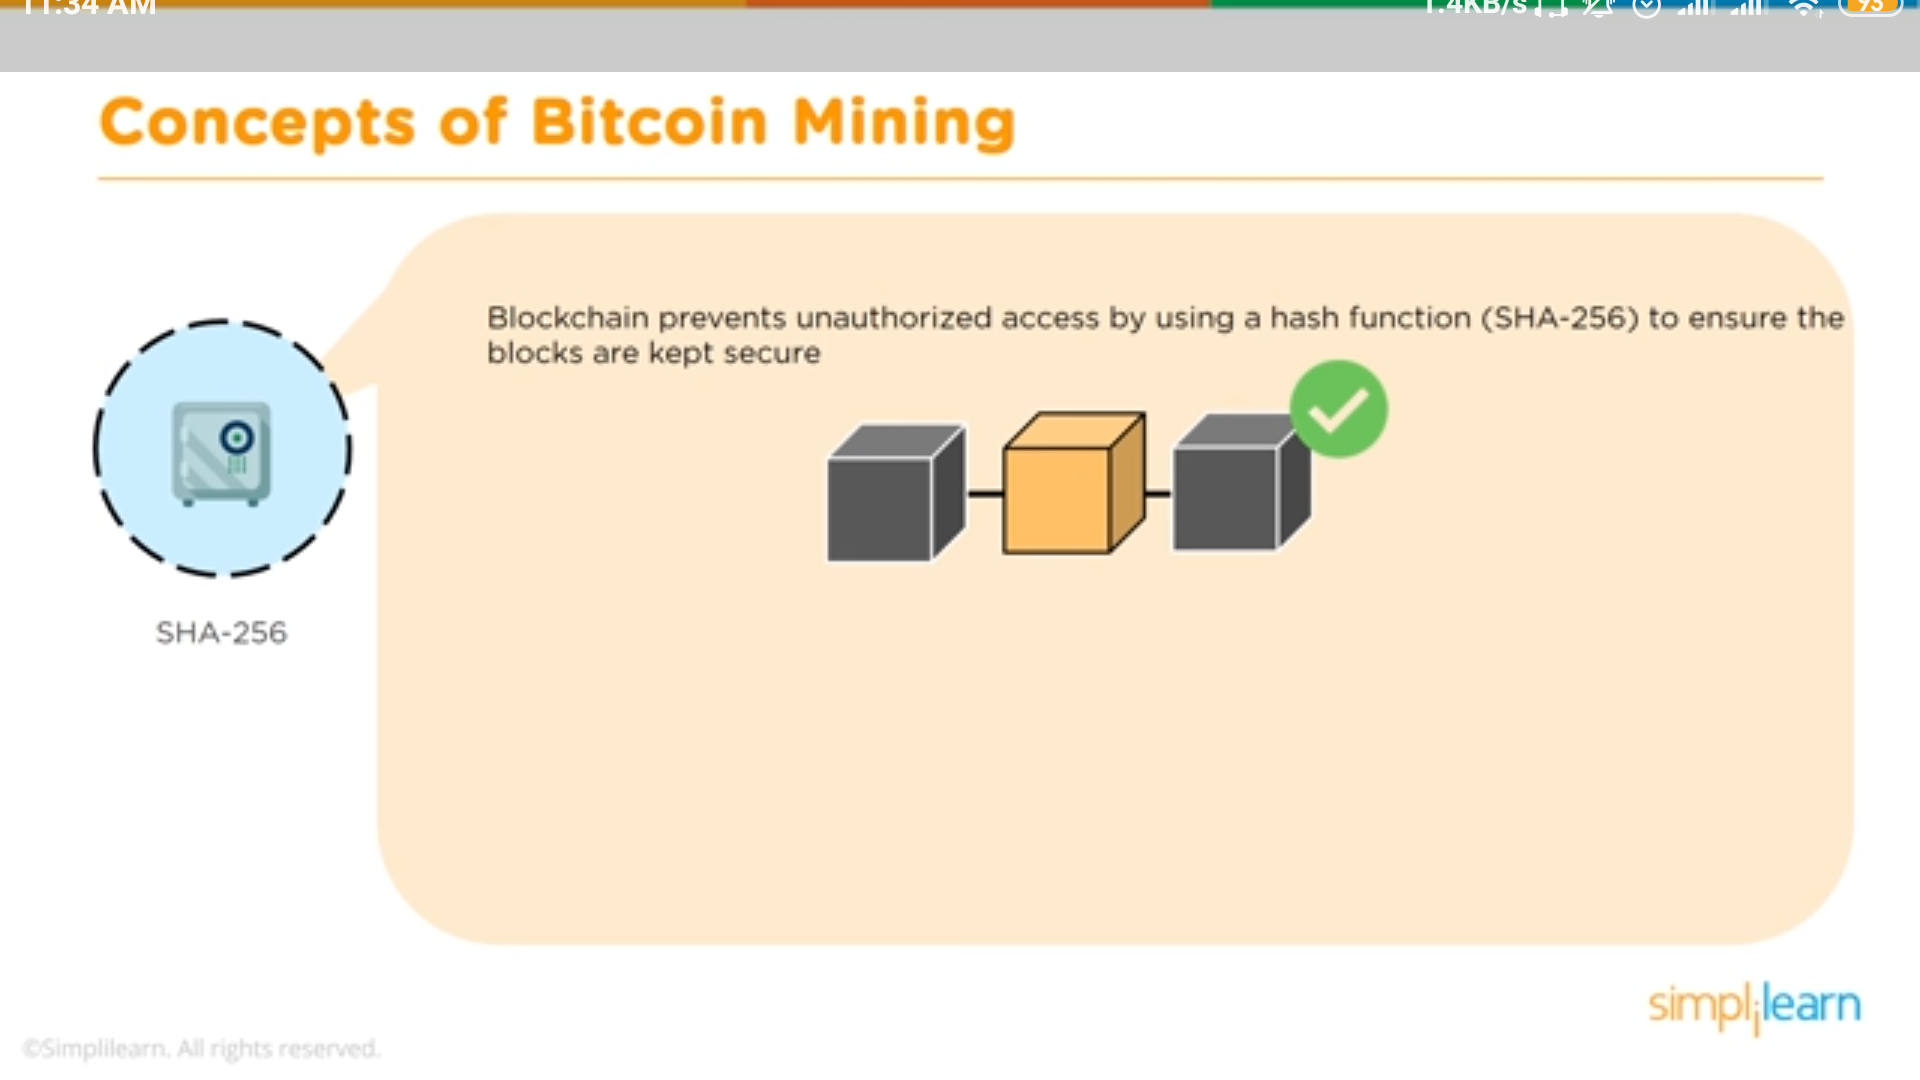 11:34 AM
1.4KB/s
93
Concepts of Bitcoin Mining
Blockchain prevents unauthorized access by using a hash function (SHA-256) to ensure the
blocks are kept secure
SHA-256
simplilearn
©Simplilearn. All rights reserved.